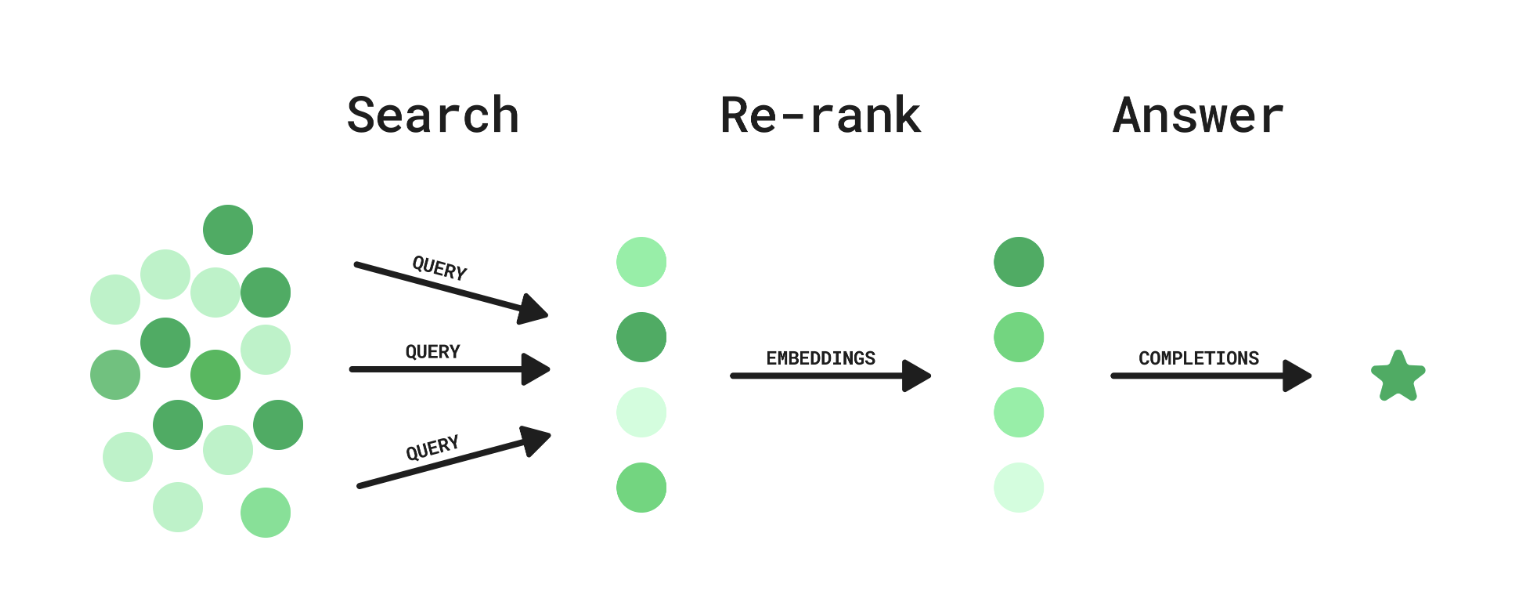 Search
Re-rank
Answer
QUERY
QUERY
QUERY
EMBEDDINGS
COMPLETIONS